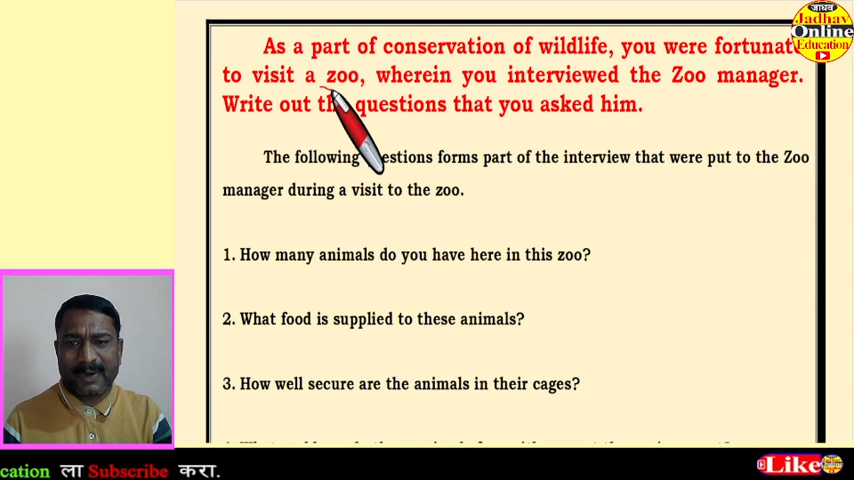 जाधव
Jadhav
Online
Education
As a part of conservation of wildlife, you were fortunate
to visit a zoo, wherein you interviewed the Zoo manager.
Write out the questions that you asked him.
The following questions forms part of the interview that were put to the Zoo
manager during a visit to the zoo.
1. How many animals do you have here in this zoo?
2. What food is supplied to these animals?
3. How well secure are the animals in their cages?
cation ला Subscribe करा.
Like